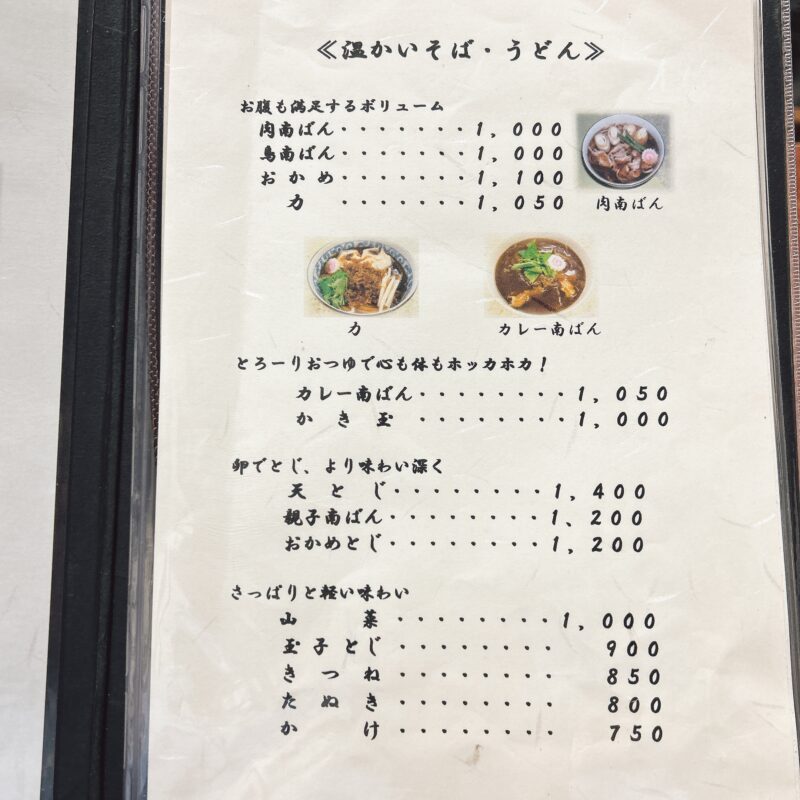 ≪温かいそば・うどん≫
お腹も満足するボリューム
肉南ばん・・・・・・・1,000
鳥南ばん・・・・・・・1,000
おかめ・・・・・・・1,100
力・・・・・・・1,050
肉南ばん
力
カレー南ばん
とろーりおつゆで心も体もホッカホカ！
カレー南ばん・・・・・・・・1,050
かき玉・・・・・・・・1,000
卵でとじ、より味わい深く
天とじ・・・・・・・・1,400
親子南ばん・・・・・・・・1、200
おかめとじ・・・・・・・・1,200
さっぱりと軽い味わい
山菜・・・・・・・・1,000
玉子とじ・・・・・・・・900
きつね・・・・・・・・850
たぬき・・・・・・・・800
かけ・・・・・・・・750